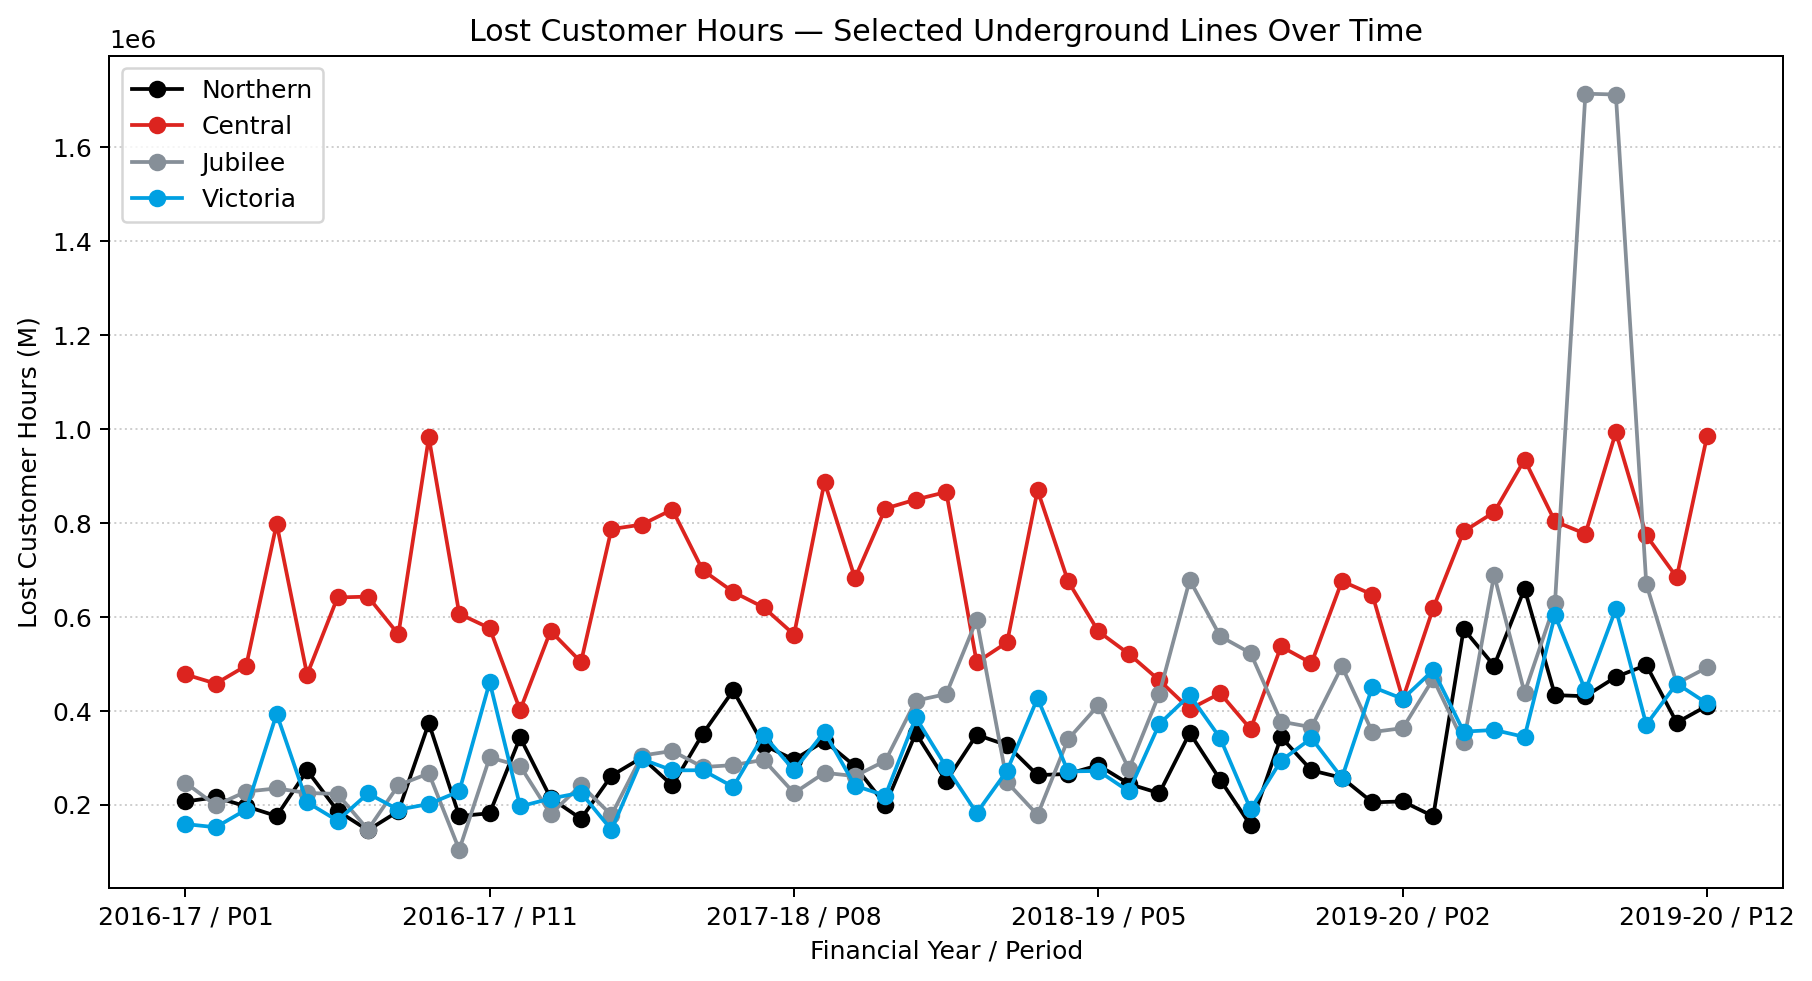 Lost Customer Hours — Selected Underground Lines Over Time
1e6
Northern
Central
Jubilee
Victoria
1.6
1.4
1.2
1.0
0.8
0.6
0.4
0.2
Lost Customer Hours (M)
2016-17 / P01
2016-17 / P11
2017-18 / P08
2018-19 / P05
2019-20 / P02
2019-20 / P12
Financial Year / Period